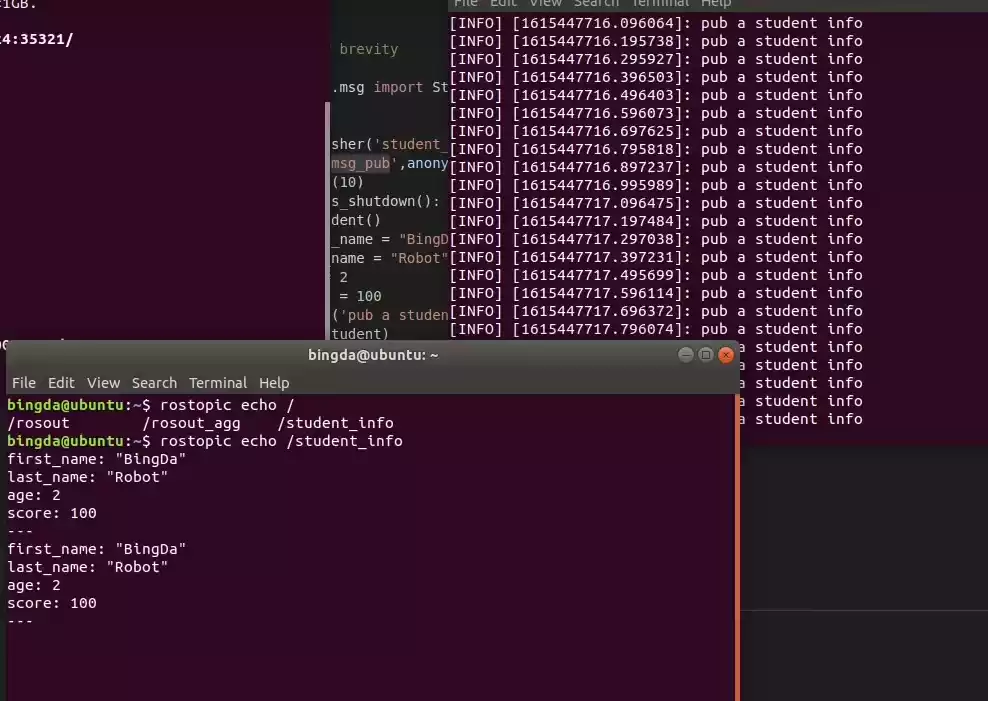 :1GB.
4:35321/
brevity
.msg import St
sher('student_
msg_pub',anony
(10)
s_shutdown():
dent()
_name = "BingD
name = "Robot"
2
= 100
('pub a studen
tudent)
File Edit View Search Terminal Help
[INFO] [1615447716.096064]: pub a student info
[INFO] [1615447716.195738]: pub a student info
[INFO] [1615447716.295927]: pub a student info
[INFO] [1615447716.396503]: pub a student info
[INFO] [1615447716.496403]: pub a student info
[INFO] [1615447716.596073]: pub a student info
[INFO] [1615447716.697625]: pub a student info
[INFO] [1615447716.795818]: pub a student info
[INFO] [1615447716.897237]: pub a student info
[INFO] [1615447716.995989]: pub a student info
[INFO] [1615447717.096475]: pub a student info
[INFO] [1615447717.197484]: pub a student info
[INFO] [1615447717.297038]: pub a student info
[INFO] [1615447717.397231]: pub a student info
[INFO] [1615447717.495699]: pub a student info
[INFO] [1615447717.596114]: pub a student info
[INFO] [1615447717.696372]: pub a student info
[INFO] [1615447717.796074]: pub a student info
a student info
a student info
a student info
a student info
a student info
bingda@ubuntu: ~
File Edit View Search Terminal Help
bingda@ubuntu:~$ rostopic echo /
/rosout /rosout_agg /student_info
bingda@ubuntu:~$ rostopic echo /student_info
first_name: "BingDa"
last_name: "Robot"
age: 2
score: 100
---
first_name: "BingDa"
last_name: "Robot"
age: 2
score: 100
---